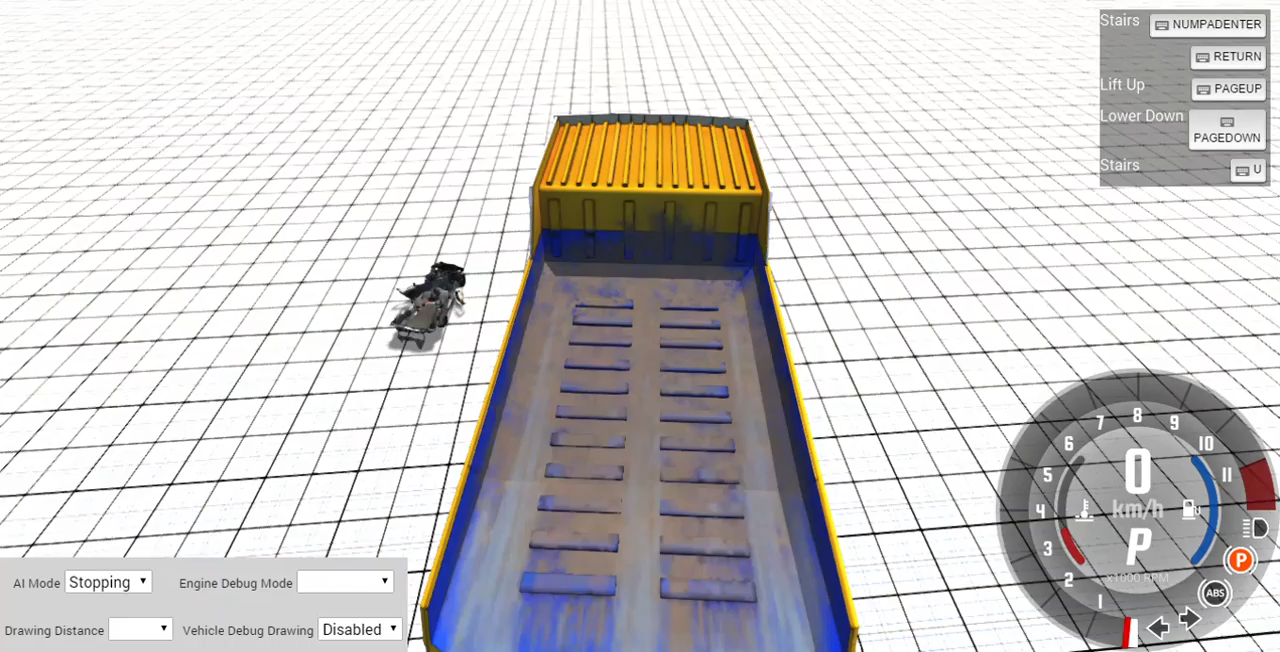 Stairs NUMPADENTER
RETURN
Lift Up PAGEUP
Lower Down
PAGEDOWN
Stairs U
AI Mode Stopping Engine Debug Mode
Drawing Distance Vehicle Debug Drawing Disabled
1 2 3 4 5 6 7 8 9 10 11
0
km/h
P
x1000 RPM
P
ABS